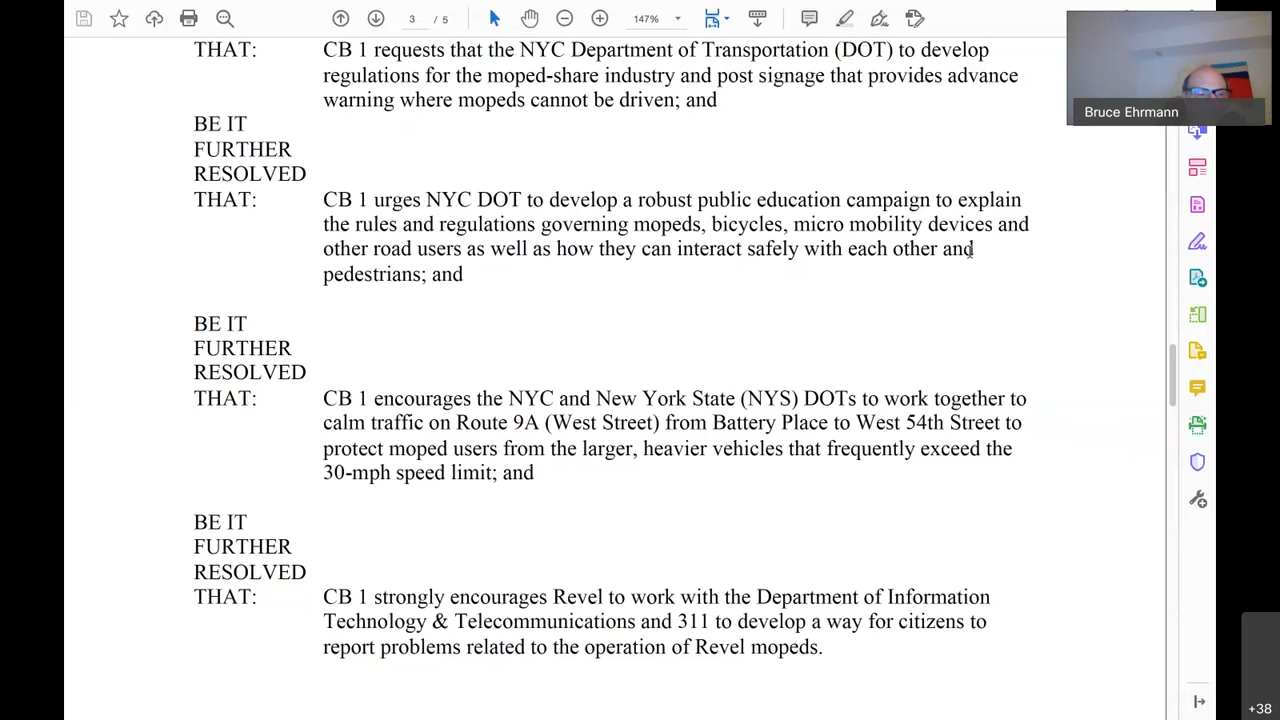 3 / 5
147%
THAT: CB 1 requests that the NYC Department of Transportation (DOT) to develop
regulations for the moped-share industry and post signage that provides advance
warning where mopeds cannot be driven; and
BE IT
FURTHER
RESOLVED
THAT: CB 1 urges NYC DOT to develop a robust public education campaign to explain
the rules and regulations governing mopeds, bicycles, micro mobility devices and
other road users as well as how they can interact safely with each other and
pedestrians; and
BE IT
FURTHER
RESOLVED
THAT: CB 1 encourages the NYC and New York State (NYS) DOTs to work together to
calm traffic on Route 9A (West Street) from Battery Place to West 54th Street to
protect moped users from the larger, heavier vehicles that frequently exceed the
30-mph speed limit; and
BE IT
FURTHER
RESOLVED
THAT: CB 1 strongly encourages Revel to work with the Department of Information
Technology & Telecommunications and 311 to develop a way for citizens to
report problems related to the operation of Revel mopeds.
Bruce Ehrmann
+38